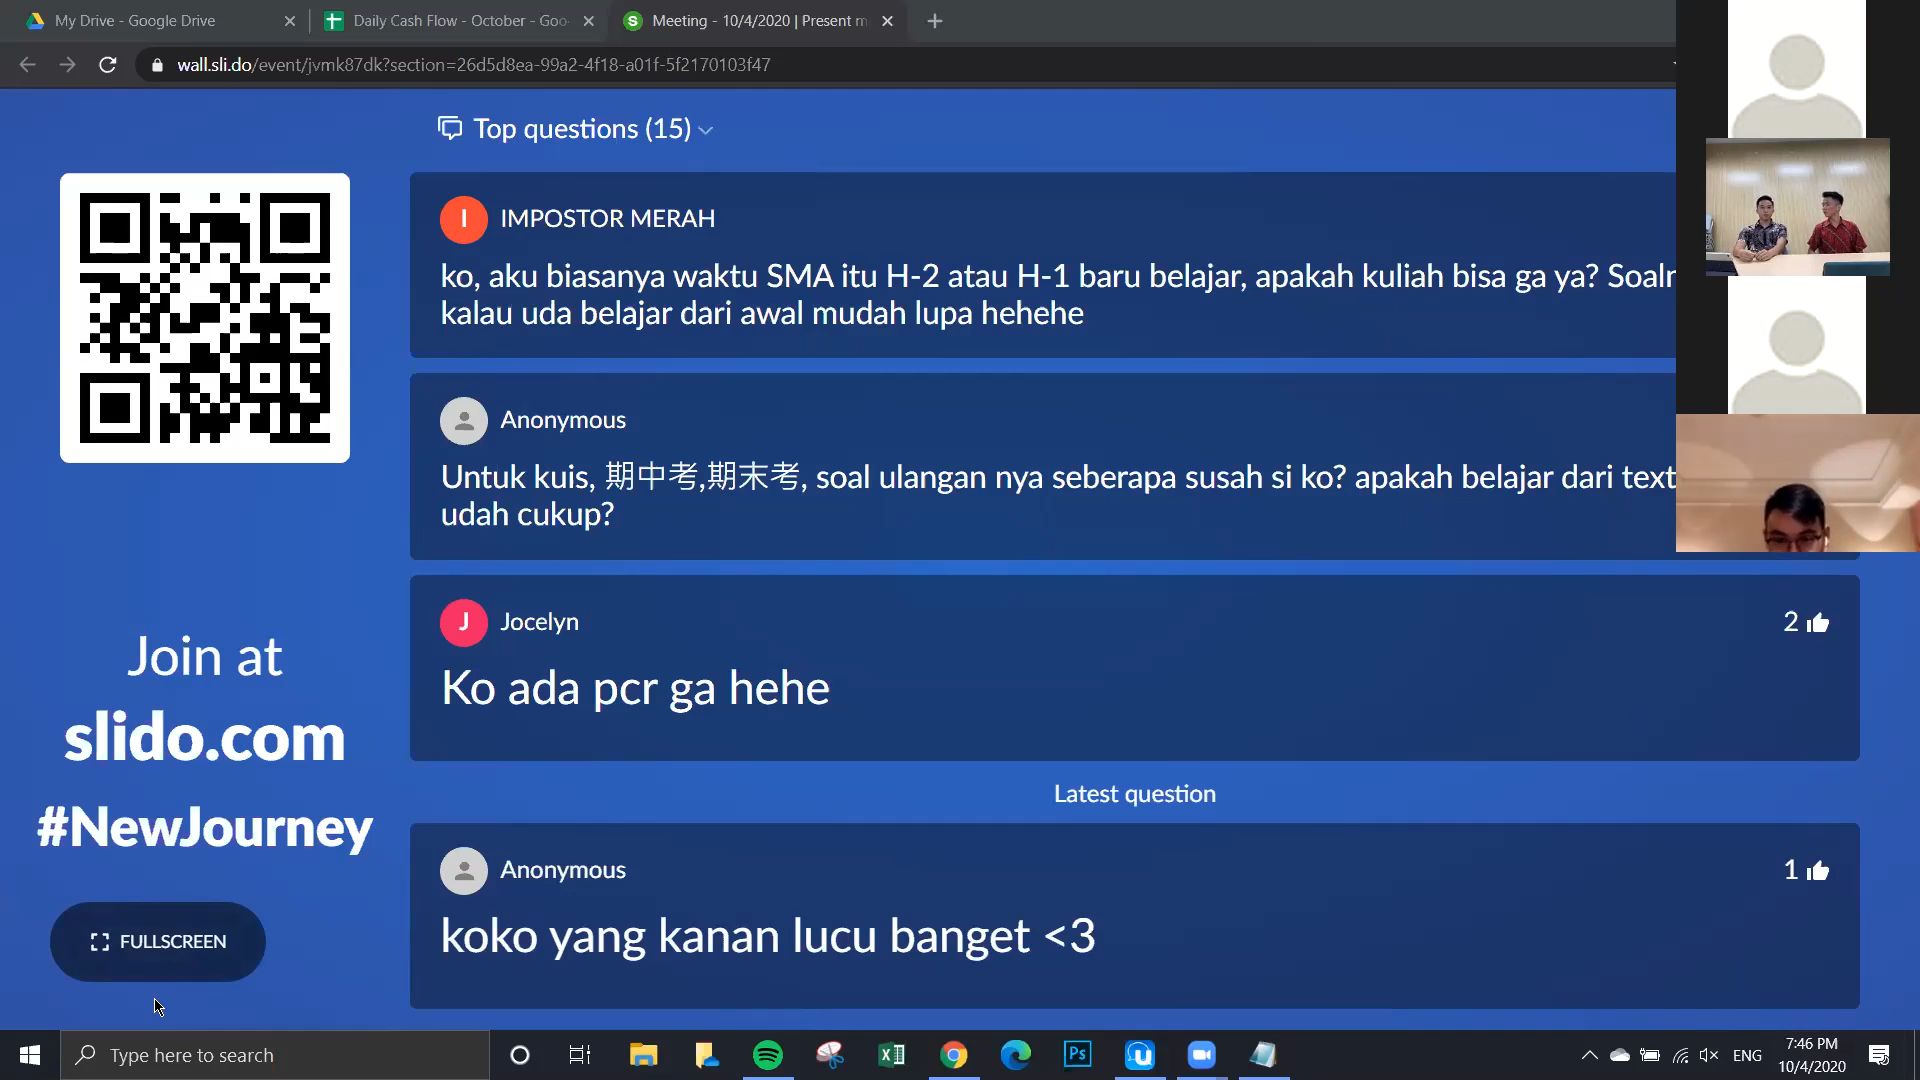 My Drive - Google Drive
Daily Cash Flow - October - Goo
Meeting - 10/4/2020 | Present m
wall.sli.do/event/jvmk87dk?section=26d5d8ea-99a2-4f18-a01f-5f2170103f47
Top questions (15)
I
IMPOSTOR MERAH
ko, aku biasanya waktu SMA itu H-2 atau H-1 baru belajar, apakah kuliah bisa ga ya? Soaln
kalau uda belajar dari awal mudah lupa hehehe
Anonymous
Untuk kuis, 期中考,期末考, soal ulangan nya seberapa susah si ko? apakah belajar dari text
udah cukup?
J
Jocelyn
2
Ko ada pcr ga hehe
Latest question
Anonymous
1
koko yang kanan lucu banget <3
Join at
slido.com
#NewJourney
FULLSCREEN
Type here to search
Ps
ENG
7:46 PM
10/4/2020